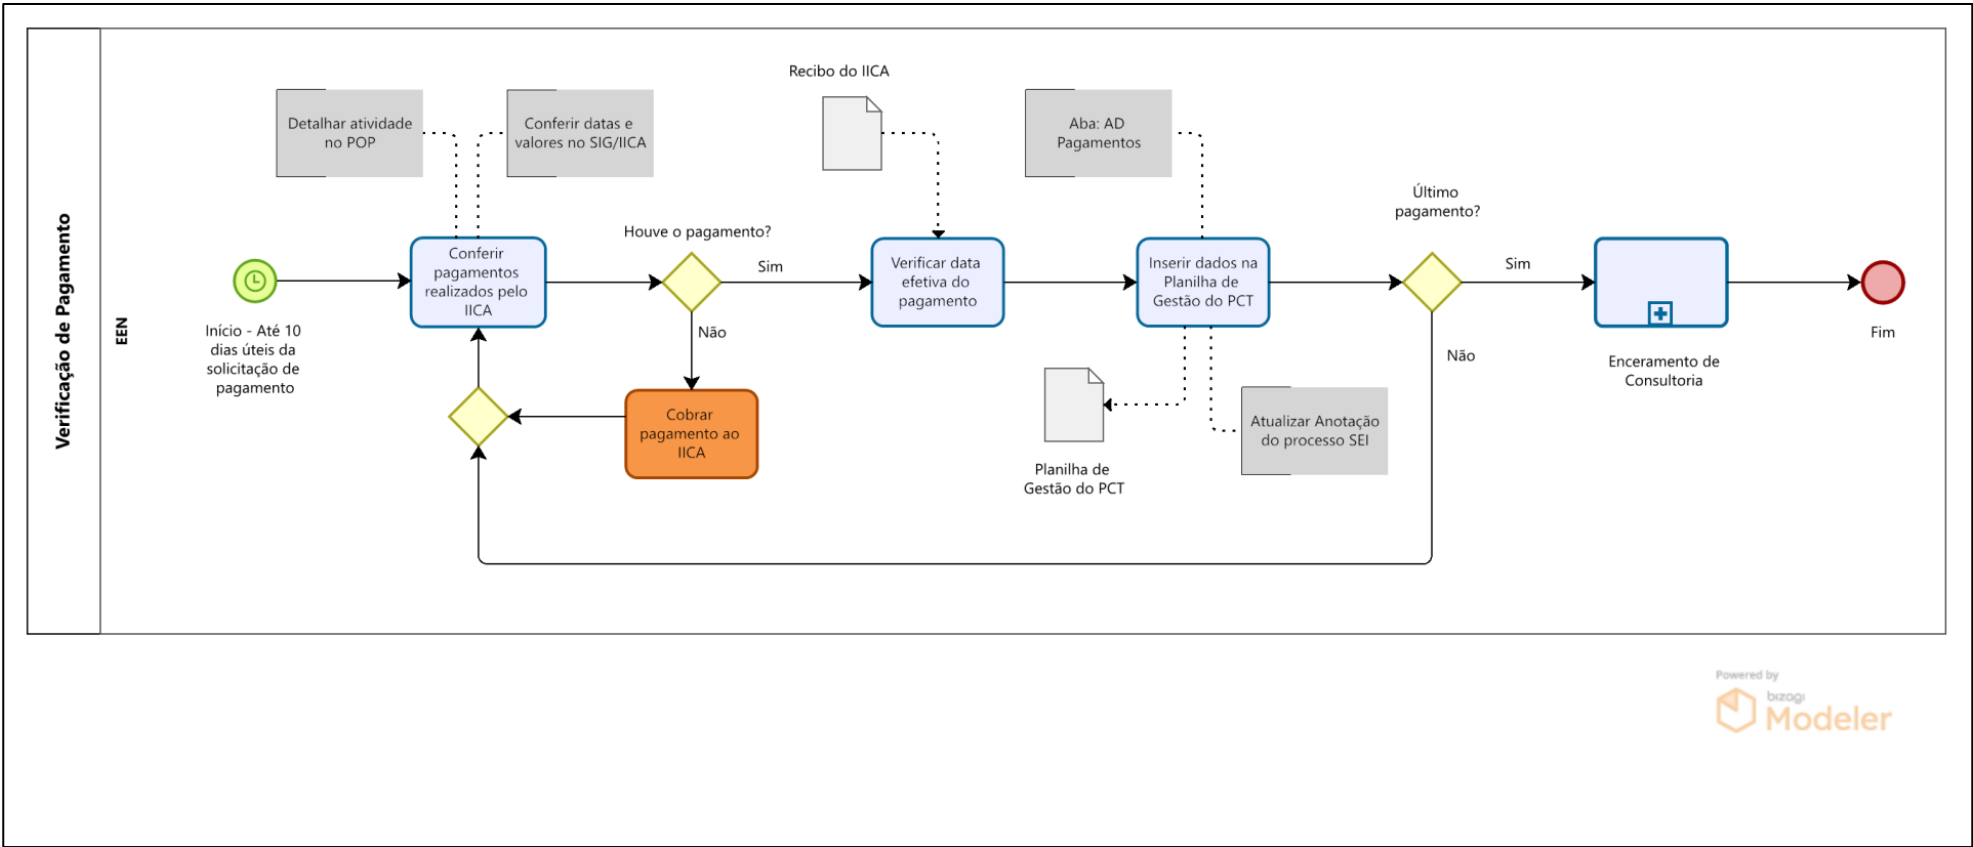 Verificação de Pagamento
EEN
Início - Até 10
dias úteis da
solicitação de
pagamento
Detalhar atividade
no POP
Conferir datas e
valores no SIG/IICA
Conferir
pagamentos
realizados pelo
IICA
Houve o pagamento?
Sim
Não
Cobrar
pagamento ao
IICA
Recibo do IICA
Verificar data
efetiva do
pagamento
Aba: AD
Pagamentos
Inserir dados na
Planilha de
Gestão do PCT
Planilha de
Gestão do PCT
Atualizar Anotação
do processo SEI
Último
pagamento?
Sim
Não
Enceramento de
Consultoria
Fim
Powered by
bizagi
Modeler